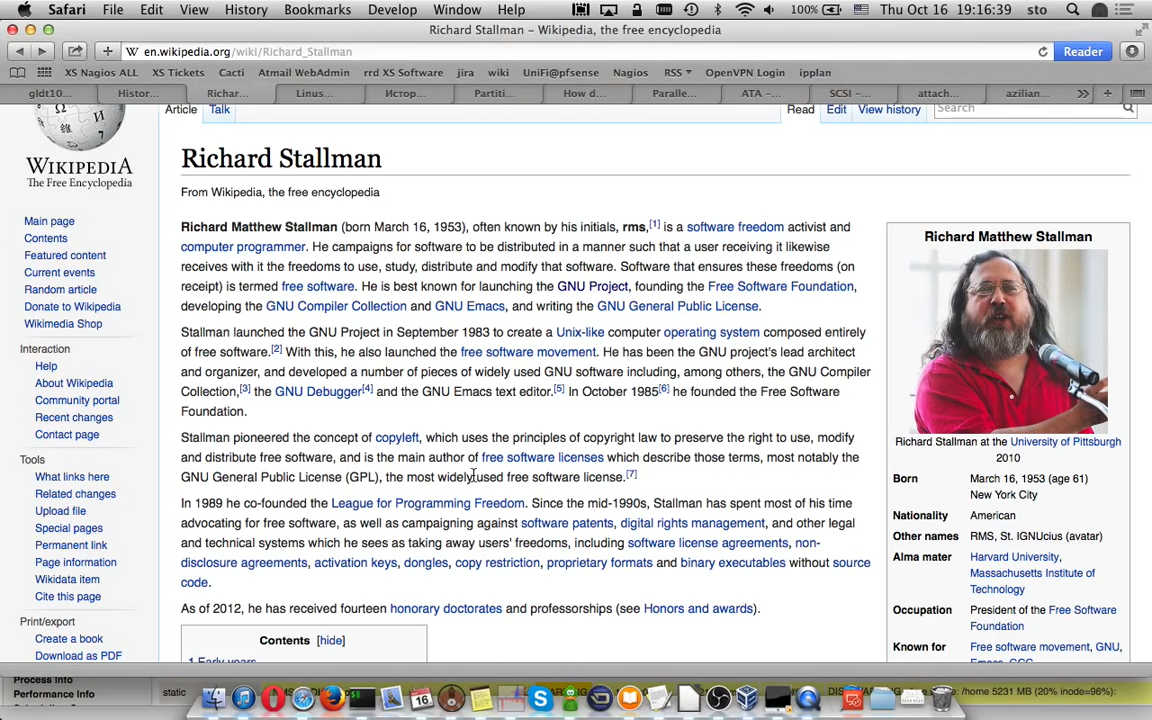 Safari File Edit View History Bookmarks Develop Window Help 100% Thu Oct 16 19:16:39 sto
Richard Stallman – Wikipedia, the free encyclopedia
en.wikipedia.org/wiki/Richard_Stallman Reader
XS Nagios ALL XS Tickets Cacti Atmail WebAdmin rrd XS Software jira wiki UniFi@pfsense Nagios RSS OpenVPN Login ipplan
gldt10... Histor... Richar... Linus... Истор... Partiti... How d... Paralle... ATA –... SCSI –... attach... azilian...
Article Talk Read Edit View history Search
WIKIPEDIA
The Free Encyclopedia
Main page
Contents
Featured content
Current events
Random article
Donate to Wikipedia
Wikimedia Shop
Interaction
Help
About Wikipedia
Community portal
Recent changes
Contact page
Tools
What links here
Related changes
Upload file
Special pages
Permanent link
Page information
Wikidata item
Cite this page
Print/export
Create a book
Download as PDF
Richard Stallman
From Wikipedia, the free encyclopedia
Richard Matthew Stallman (born March 16, 1953), often known by his initials, rms,[1] is a software freedom activist and
computer programmer. He campaigns for software to be distributed in a manner such that a user receiving it likewise
receives with it the freedoms to use, study, distribute and modify that software. Software that ensures these freedoms (on
receipt) is termed free software. He is best known for launching the GNU Project, founding the Free Software Foundation,
developing the GNU Compiler Collection and GNU Emacs, and writing the GNU General Public License.
Stallman launched the GNU Project in September 1983 to create a Unix-like computer operating system composed entirely
of free software.[2] With this, he also launched the free software movement. He has been the GNU project's lead architect
and organizer, and developed a number of pieces of widely used GNU software including, among others, the GNU Compiler
Collection,[3] the GNU Debugger[4] and the GNU Emacs text editor.[5] In October 1985[6] he founded the Free Software
Foundation.
Stallman pioneered the concept of copyleft, which uses the principles of copyright law to preserve the right to use, modify
and distribute free software, and is the main author of free software licenses which describe those terms, most notably the
GNU General Public License (GPL), the most widely used free software license.[7]
In 1989 he co-founded the League for Programming Freedom. Since the mid-1990s, Stallman has spent most of his time
advocating for free software, as well as campaigning against software patents, digital rights management, and other legal
and technical systems which he sees as taking away users' freedoms, including software license agreements, non-
disclosure agreements, activation keys, dongles, copy restriction, proprietary formats and binary executables without source
code.
As of 2012, he has received fourteen honorary doctorates and professorships (see Honors and awards).
Contents [hide]
1 Early years
Richard Matthew Stallman
Richard Stallman at the University of Pittsburgh
2010
Born March 16, 1953 (age 61)
New York City
Nationality American
Other names RMS, St. IGNUcius (avatar)
Alma mater Harvard University,
Massachusetts Institute of
Technology
Occupation President of the Free Software
Foundation
Known for Free software movement, GNU,
Emacs, GCC
Process Info
Performance Info
static
/home 5231 MB (20% inode=96%):